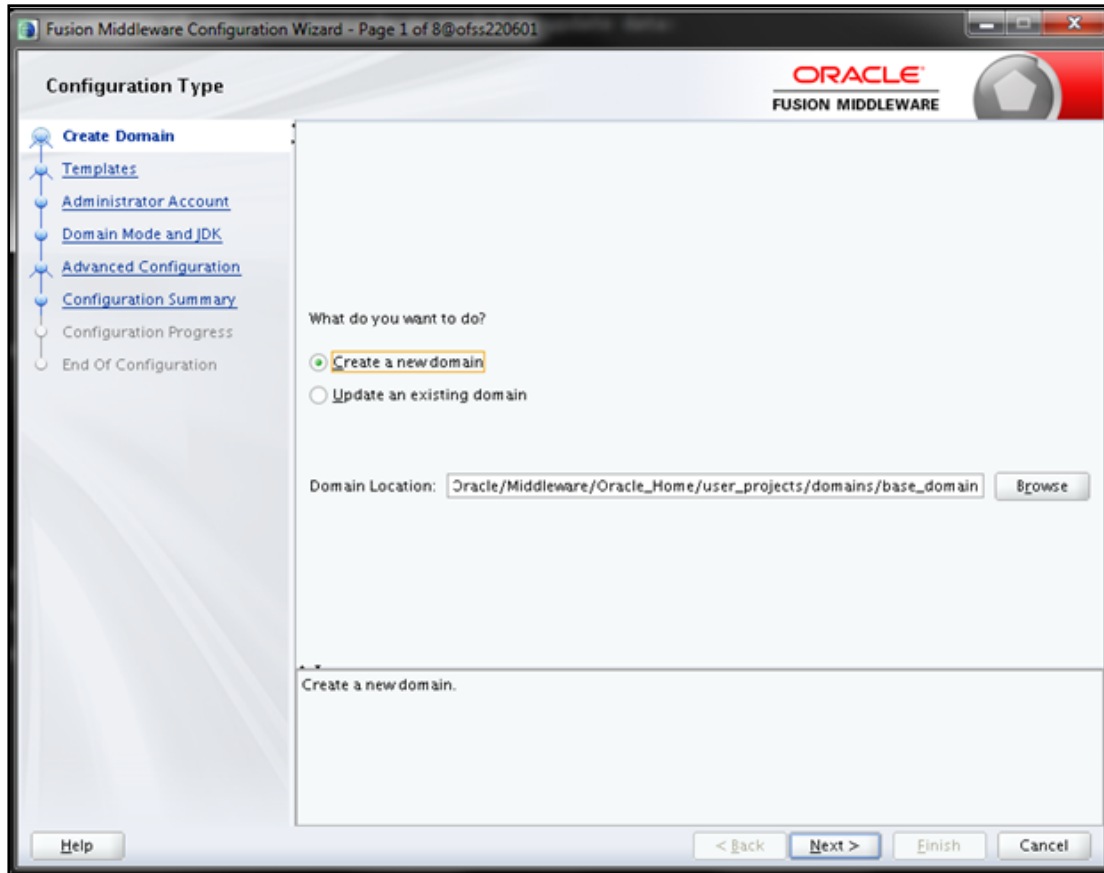 Fusion Middleware Configuration Wizard - Page 1 of 8@ofss220601
Configuration Type
ORACLE
FUSION MIDDLEWARE
Create Domain
Templates
Administrator Account
Domain Mode and JDK
Advanced Configuration
Configuration Summary
Configuration Progress
End Of Configuration
What do you want to do?
Create a new domain
Update an existing domain
Domain Location: Oracle/Middleware/Oracle_Home/user_projects/domains/base_domain Browse
Create a new domain.
Help < Back Next > Finish Cancel